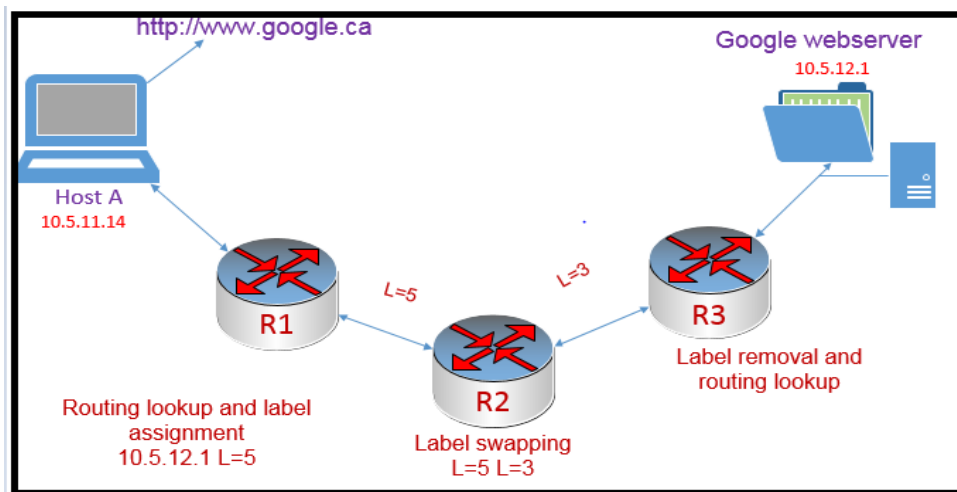 http://www.google.ca
Google webserver
10.5.12.1
Host A
10.5.11.14
L=5
L=3
R1
R2
R3
Routing lookup and label
assignment
10.5.12.1 L=5
Label swapping
L=5 L=3
Label removal and
routing lookup